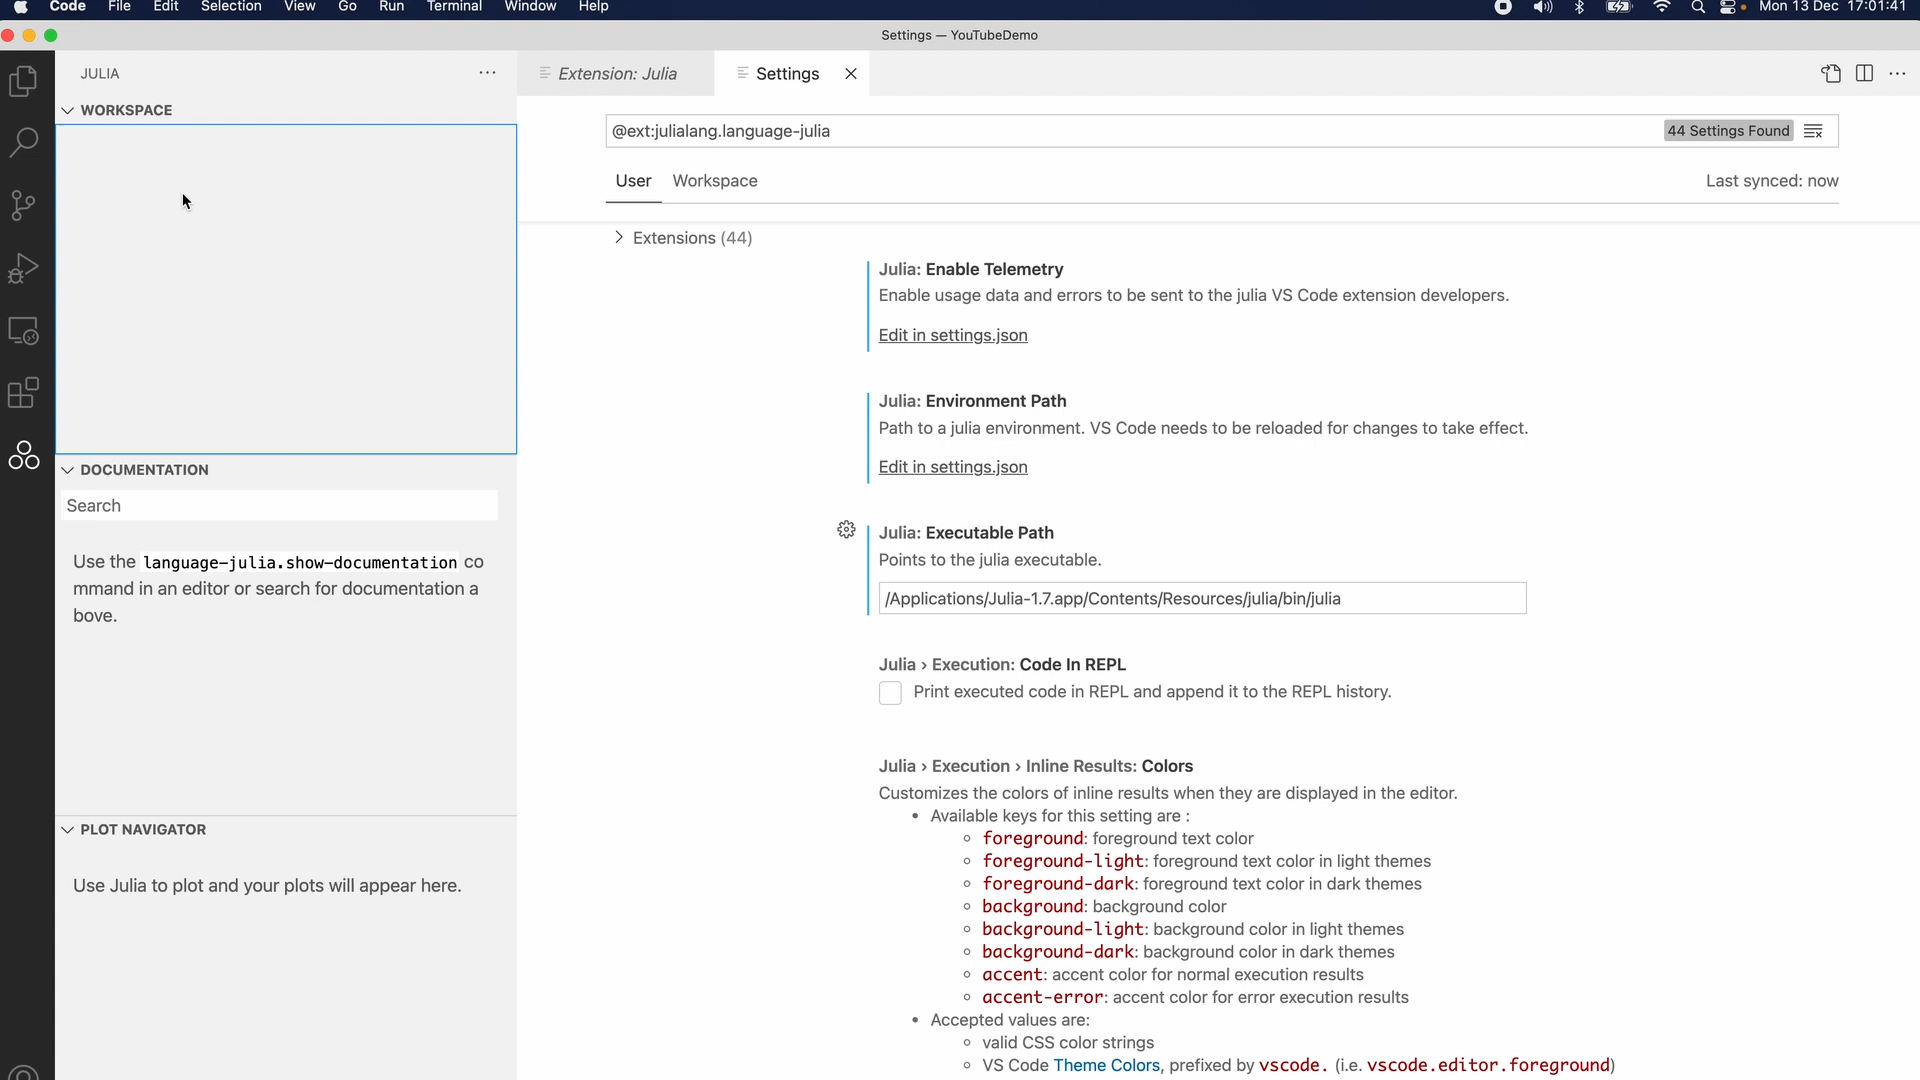 Code File Edit Selection View Go Run Terminal Window Help Mon 13 Dec 17:01:41
Settings — YouTubeDemo
JULIA
Extension: Julia
Settings
WORKSPACE
@ext:julialang.language-julia
44 Settings Found
User Workspace
Last synced: now
Extensions (44)
Julia: Enable Telemetry
Enable usage data and errors to be sent to the julia VS Code extension developers.
Edit in settings.json
Julia: Environment Path
Path to a julia environment. VS Code needs to be reloaded for changes to take effect.
Edit in settings.json
Julia: Executable Path
Points to the julia executable.
/Applications/Julia-1.7.app/Contents/Resources/julia/bin/julia
Julia › Execution: Code In REPL
Print executed code in REPL and append it to the REPL history.
Julia › Execution › Inline Results: Colors
Customizes the colors of inline results when they are displayed in the editor.
• Available keys for this setting are :
foreground: foreground text color
foreground-light: foreground text color in light themes
foreground-dark: foreground text color in dark themes
background: background color
background-light: background color in light themes
background-dark: background color in dark themes
accent: accent color for normal execution results
accent-error: accent color for error execution results
• Accepted values are:
valid CSS color strings
VS Code Theme Colors, prefixed by vscode. (i.e. vscode.editor.foreground)
DOCUMENTATION
Search
Use the language-julia.show-documentation co
mmand in an editor or search for documentation a
bove.
PLOT NAVIGATOR
Use Julia to plot and your plots will appear here.